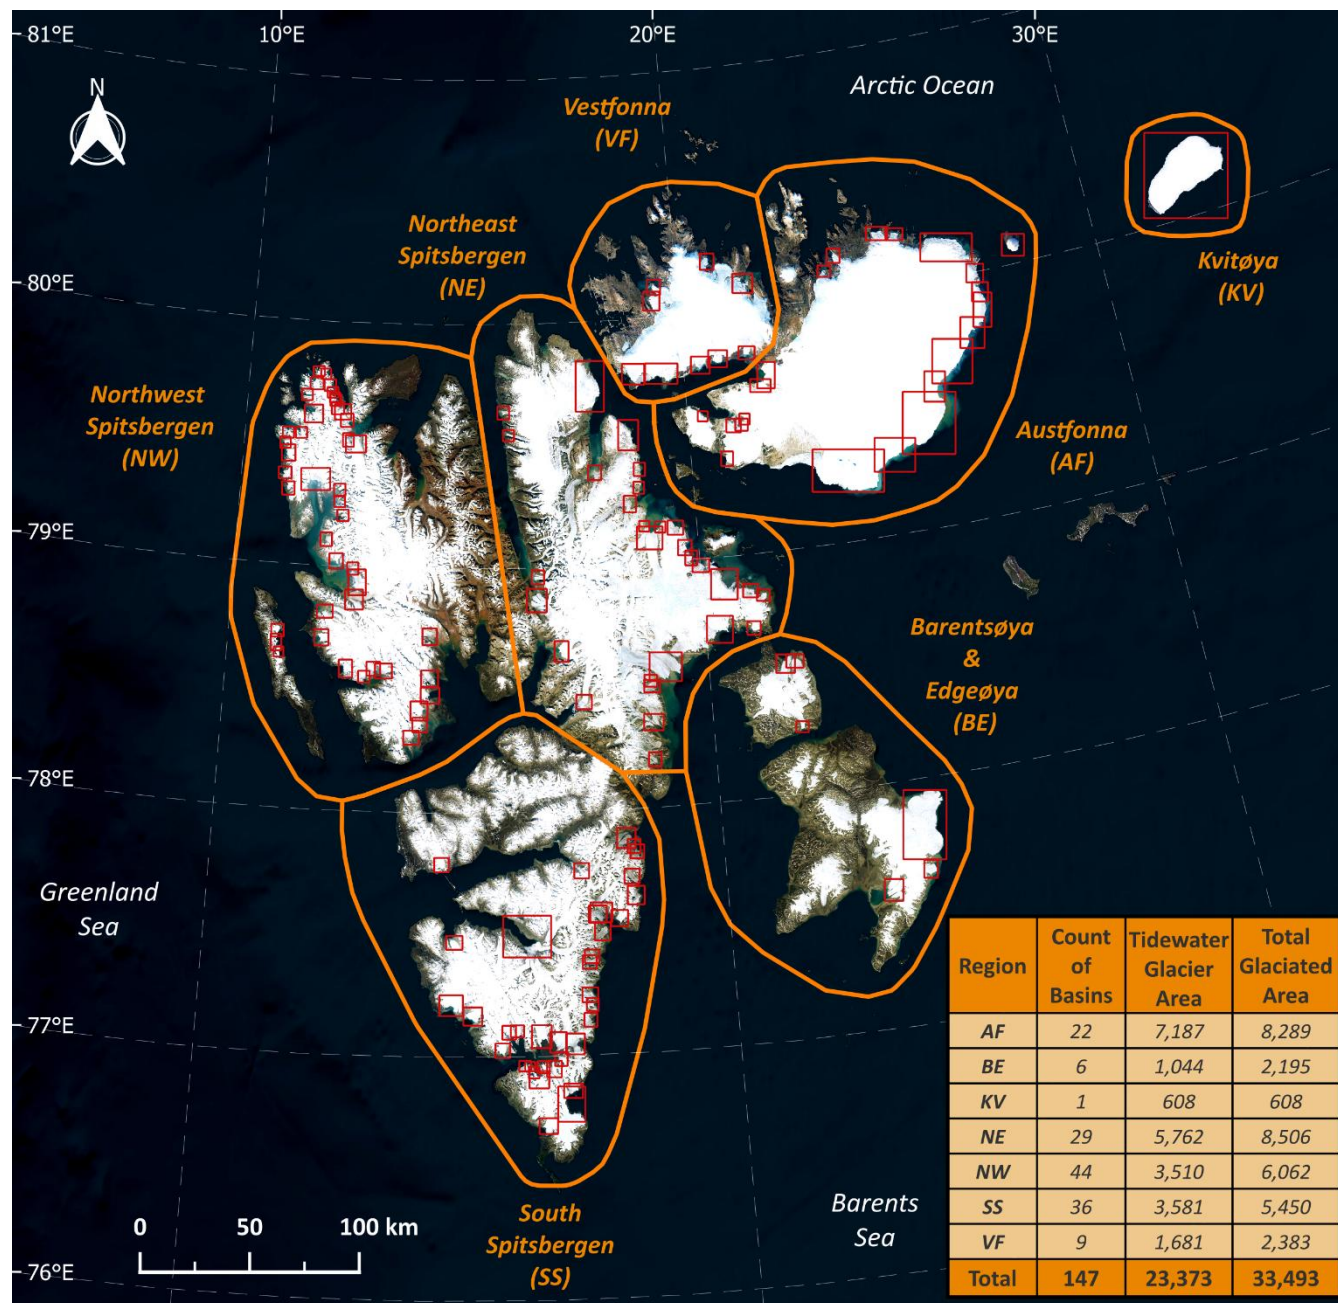 81°E
10°E
20°E
30°E
Arctic Ocean
N
Vestfonna
(VF)
Northeast
Spitsbergen
(NE)
80°E
Kvitøya
(KV)
Northwest
Spitsbergen
(NW)
Austfonna
(AF)
79°E
Barentsøya
&
Edgeøya
(BE)
78°E
Greenland
Sea
77°E
South
Spitsbergen
(SS)
Barents
Sea
0 50 100 km
76°E
Region Count of Basins Tidewater Glacier Area Total Glaciated Area
AF 22 7,187 8,289
BE 6 1,044 2,195
KV 1 608 608
NE 29 5,762 8,506
NW 44 3,510 6,062
SS 36 3,581 5,450
VF 9 1,681 2,383
Total 147 23,373 33,493